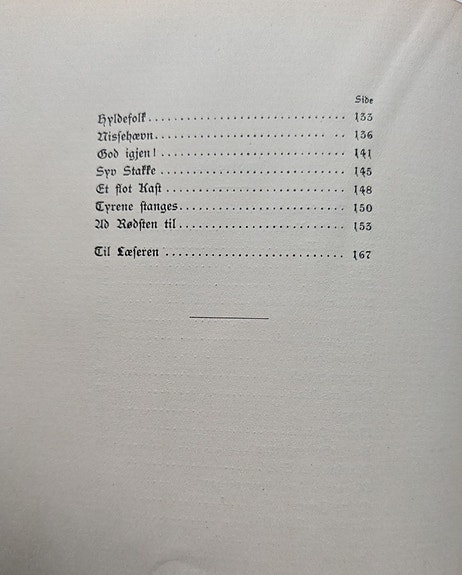 Side
Hyldefolk .............................. 133
Nissehævn .............................. 136
God igjen! .............................. 141
Syv Stakke .............................. 145
Et flot Kast .............................. 148
Tyrene stanges .............................. 150
Ad Rødsten til .............................. 153
Til Læseren .............................. 167